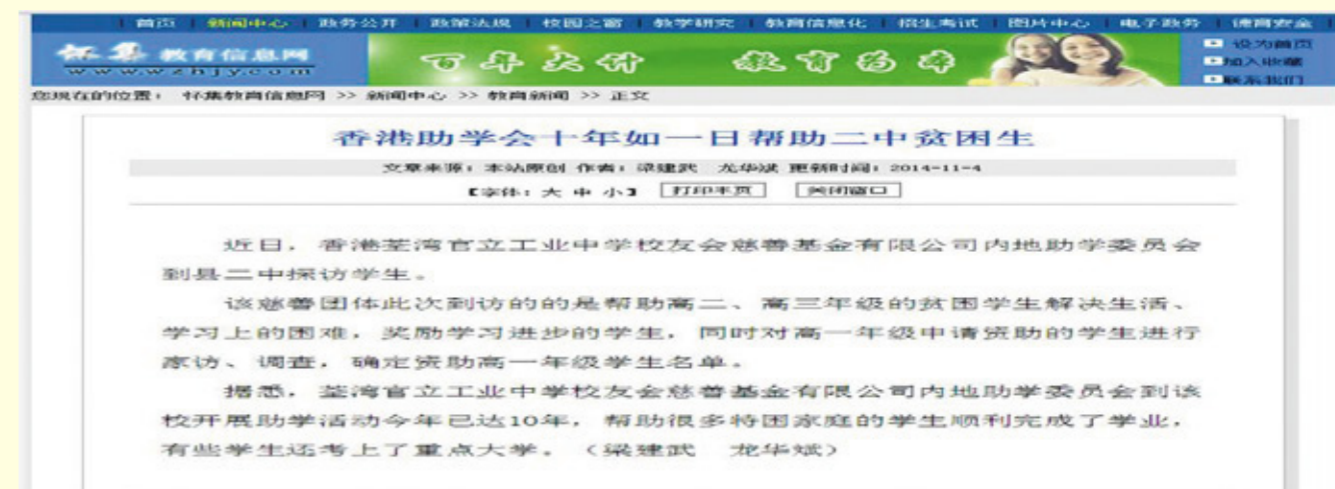 首页 | 新闻中心 | 政务公开 | 政策法规 | 校园之窗 | 教学研究 | 教育信息化 | 招生考试 | 图片中心 | 电子政务 | 德育安全
怀集 教育信息网
www.wzhjy.com
百年大计 教育为本
设为首页
加入收藏
联系我们
您现在的位置: 怀集教育信息网 >> 新闻中心 >> 教育新闻 >> 正文
香港助学会十年如一日帮助二中贫困生
文章来源:本站原创 作者:梁建武 龙华斌 更新时间:2014-11-4
【字体:大 中 小】 打印本页 关闭窗口
近日,香港荃湾官立工业中学校友会慈善基金有限公司内地助学委员会
到县二中探访学生。
该慈善团体此次到访的的是帮助高二、高三年级的贫困学生解决生活、
学习上的困难,奖励学习进步的学生,同时对高一年级申请资助的学生进行
家访、调查,确定资助高一年级学生名单。
据悉,荃湾官立工业中学校友会慈善基金有限公司内地助学委员会到该
校开展助学活动今年已达10年,帮助很多特困家庭的学生顺利完成了学业,
有些学生还考上了重点大学。(梁建武 龙华斌)